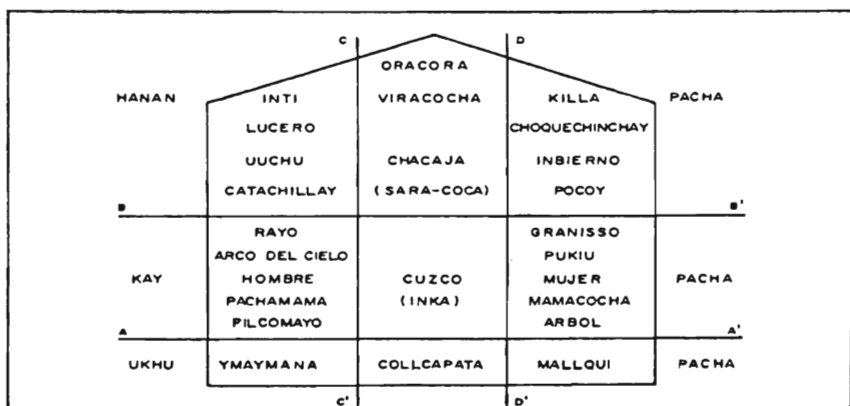 C D
ORACORA
HANAN INTI VIRACOCHA KILLA PACHA
LUCERO CHOQUECHINCHAY
UUCHU CHACAJA INBIERNO
CATACHILLAY (SARA-COCA) POCOY
B B'
RAYO GRANISSO
ARCO DEL CIELO PUKIU
KAY HOMBRE CUZCO MUJER PACHA
PACHAMAMA (INKA) MAMACOCHA
PILCOMAYO ARBOL
A A'
UKHU YMAYMANA COLLCAPATA MALLQUI PACHA
C' D'